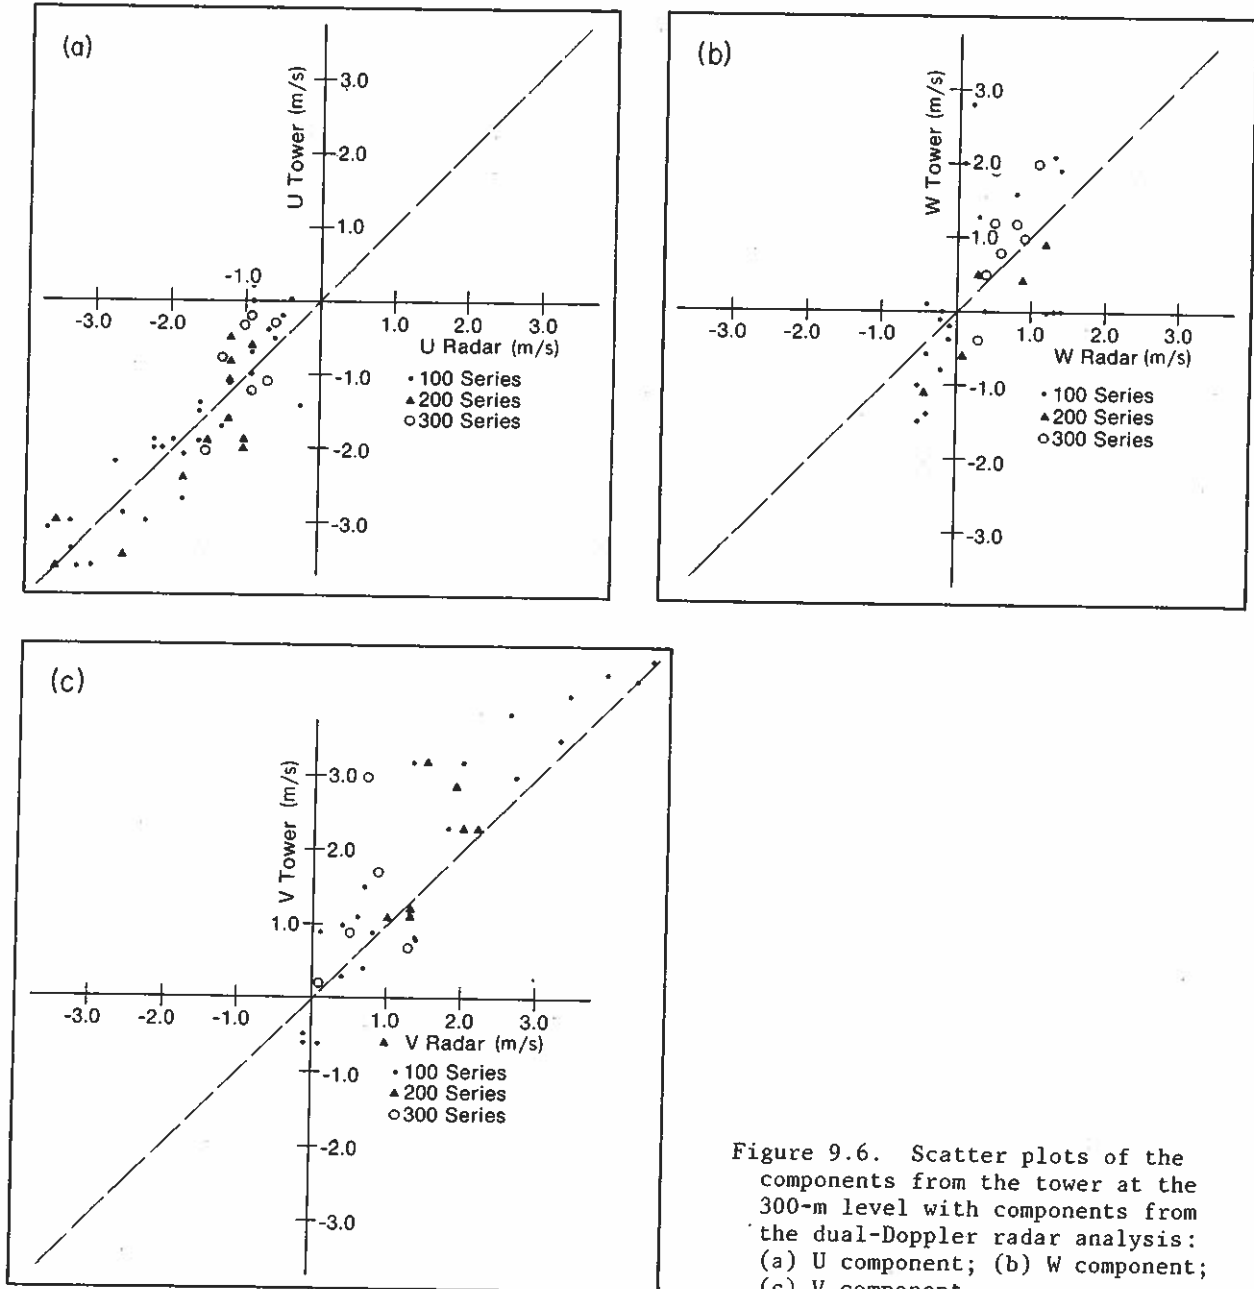 (a)
U Tower (m/s)
3.0
2.0
1.0
-1.0
-3.0 -2.0 1.0 2.0 3.0
U Radar (m/s)
-1.0
• 100 Series
▲ 200 Series
○ 300 Series
-2.0
-3.0
(b)
W Tower (m/s)
3.0
2.0
1.0
-3.0 -2.0 -1.0 1.0 2.0 3.0
W Radar (m/s)
-1.0
• 100 Series
▲ 200 Series
○ 300 Series
-2.0
-3.0
(c)
V Tower (m/s)
3.0
2.0
1.0
-3.0 -2.0 -1.0 1.0 2.0 3.0
V Radar (m/s)
-1.0
• 100 Series
▲ 200 Series
○ 300 Series
-2.0
-3.0
Figure 9.6. Scatter plots of the
components from the tower at the
300-m level with components from
the dual-Doppler radar analysis:
(a) U component; (b) W component;
(c) V component